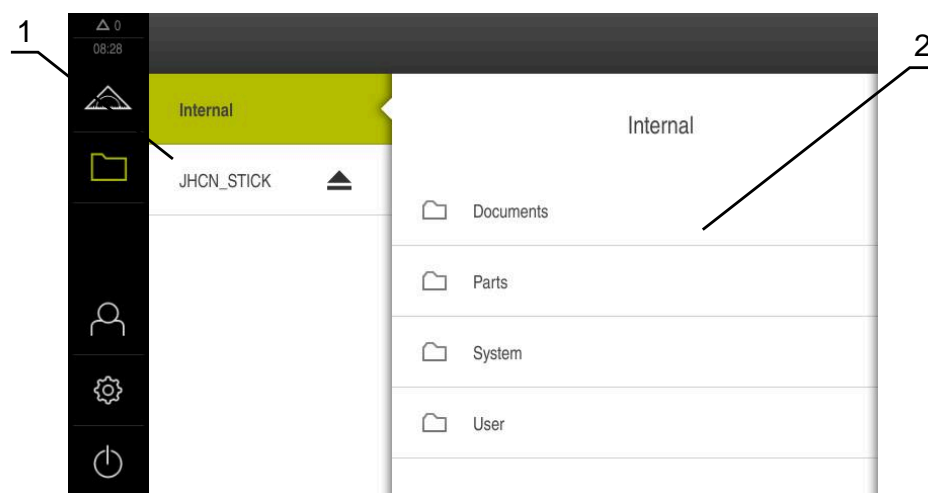 1
2
0
08:28
Internal
JHCN_STICK
Internal
Documents
Parts
System
User